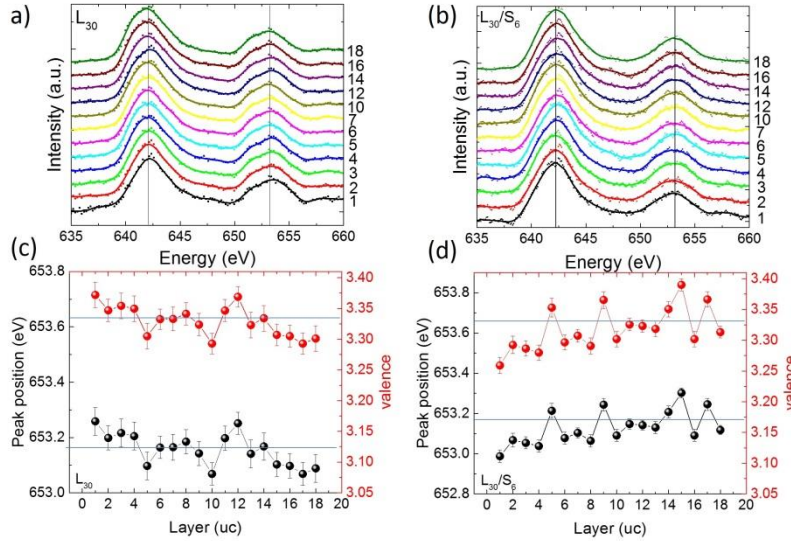 a)
L30
Intensity (a.u.)
18
16
14
12
10
7
6
5
4
3
2
1
635 640 645 650 655 660
Energy (eV)
(b)
L30/S6
Intensity (a.u.)
18
16
14
12
10
7
6
5
4
3
2
1
635 640 645 650 655 660
Energy (eV)
(c)
Peak position (eV)
653.8
653.6
653.4
653.2
653.0
3.40
3.35
3.30
3.25
3.20
3.15
3.10
3.05
valence
L30
0 2 4 6 8 10 12 14 16 18 20
Layer (uc)
(d)
Peak position (eV)
653.8
653.6
653.4
653.2
653.0
652.8
3.40
3.35
3.30
3.25
3.20
3.15
3.10
3.05
valence
L30/S6
0 2 4 6 8 10 12 14 16 18 20
Layer (uc)